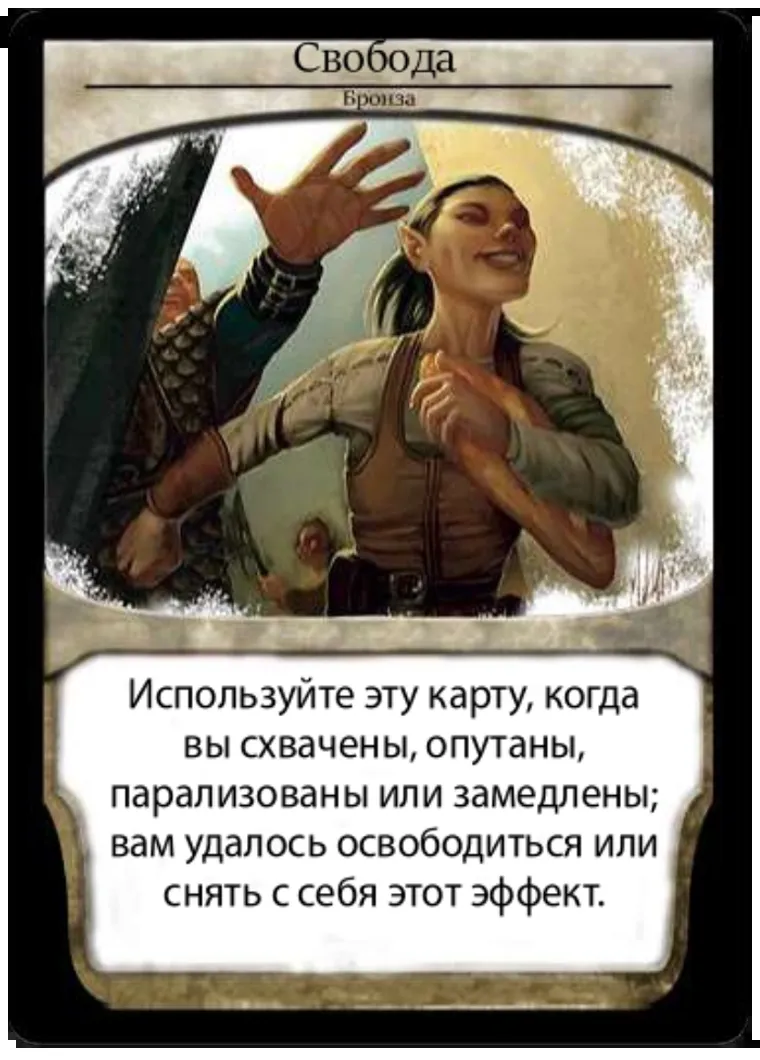 Свобода
Бронза
Используйте эту карту, когда
вы схвачены, опутаны,
парализованы или замедлены;
вам удалось освободиться или
снять с себя этот эффект.